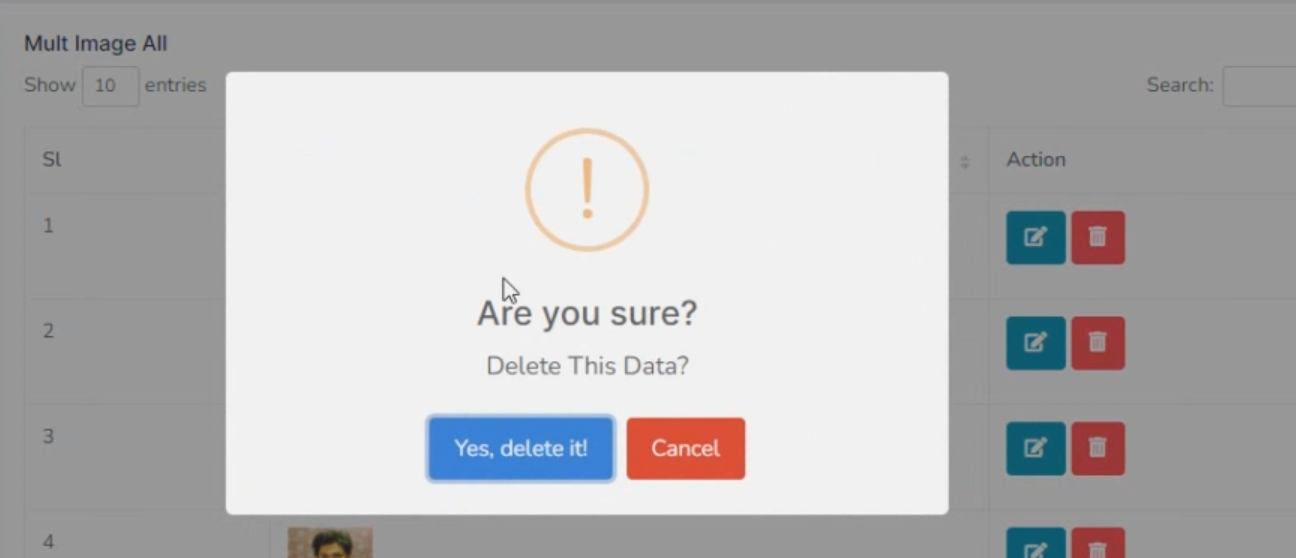 Mult Image All
Show 10 entries
Search:
Sl
Action
1
2
3
4
Are you sure?
Delete This Data?
Yes, delete it! Cancel